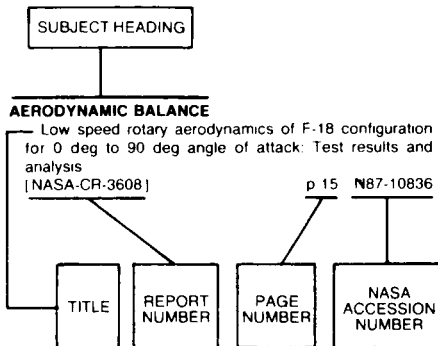 SUBJECT HEADING
AERODYNAMIC BALANCE
Low speed rotary aerodynamics of F-18 configuration
for 0 deg to 90 deg angle of attack: Test results and
analysis
[NASA-CR-3608] p 15 N87-10836
TITLE
REPORT
NUMBER
PAGE
NUMBER
NASA
ACCESSION
NUMBER